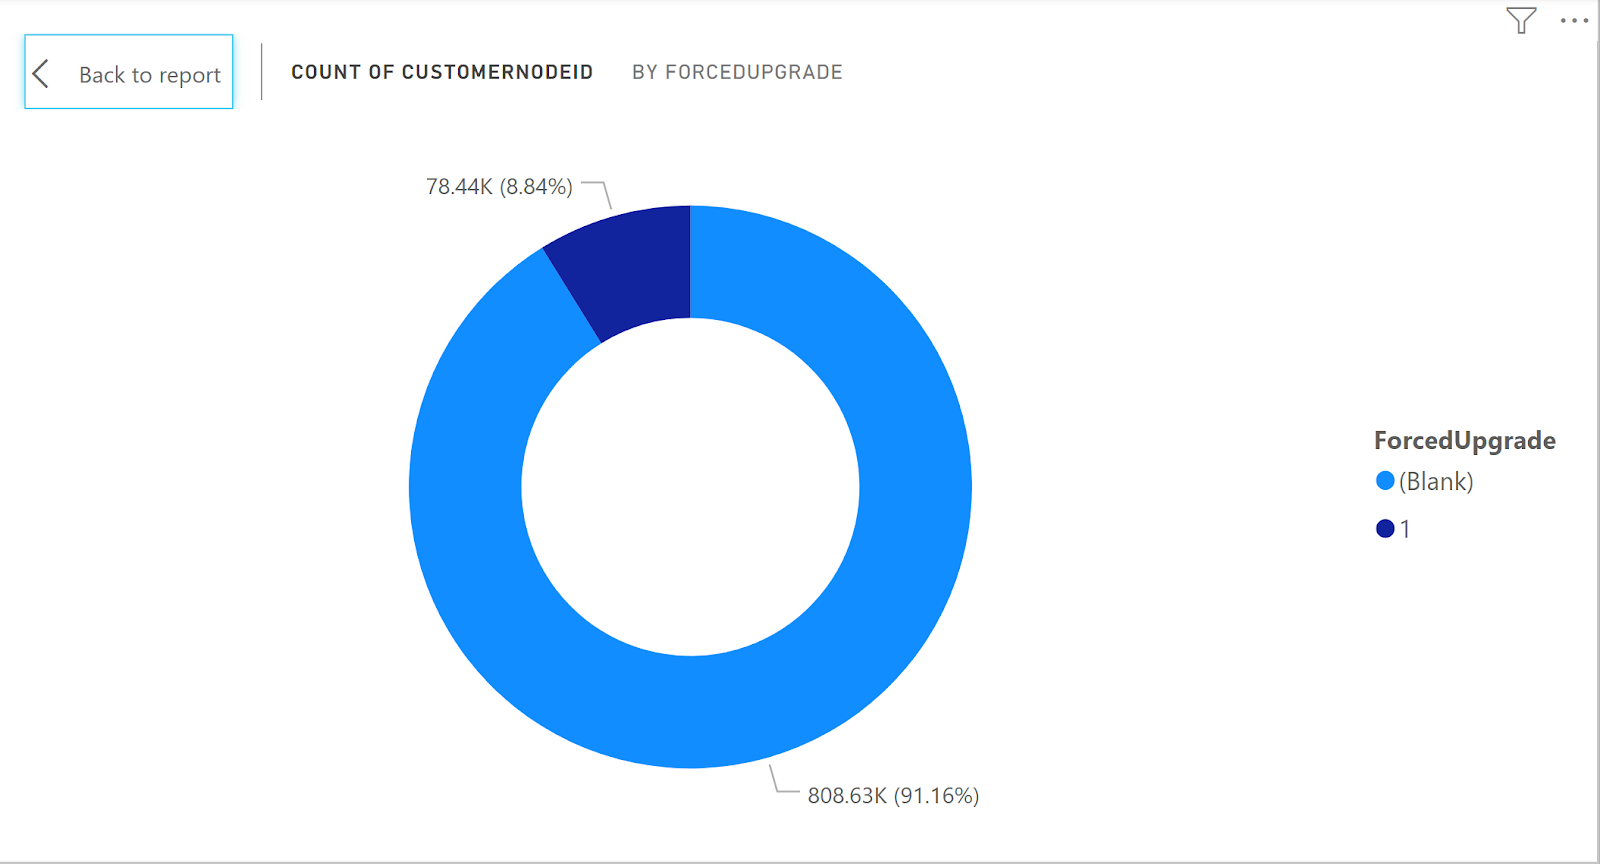 Back to report
COUNT OF CUSTOMERNODEID BY FORCEDUPGRADE
78.44K (8.84%)
ForcedUpgrade
(Blank)
1
808.63K (91.16%)